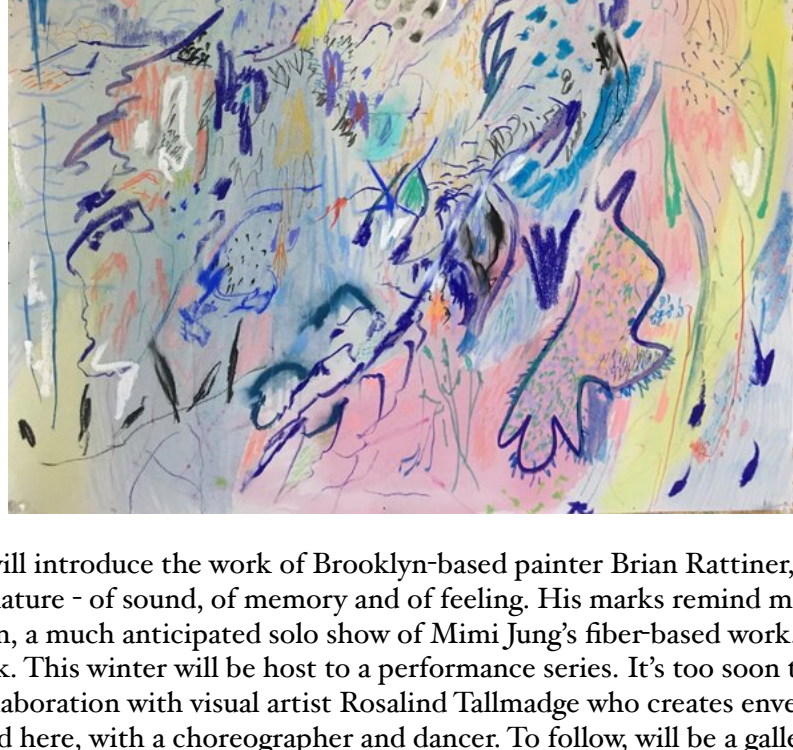 ill introduce the work of Brooklyn-based painter Brian Rattiner,
ature - of sound, of memory and of feeling. His marks remind m
n, a much anticipated solo show of Mimi Jung's fiber-based work.
k. This winter will be host to a performance series. It's too soon t
laboration with visual artist Rosalind Tallmadge who creates enve
d here, with a choreographer and dancer. To follow, will be a galle